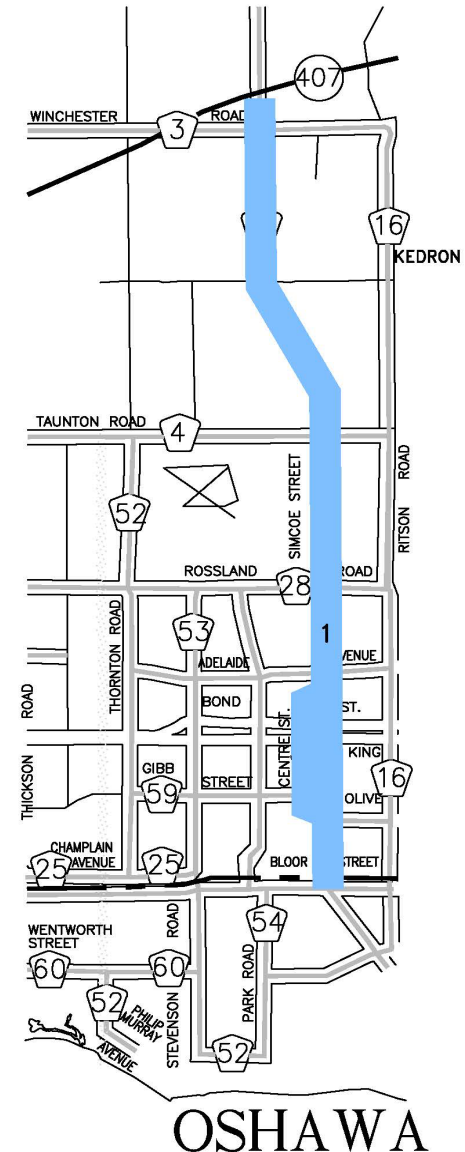 407
WINCHESTER ROAD
3
16
KEDRON
TAUNTON ROAD
4
52
SIMCOE STREET
RITSON ROAD
ROSSLAND ROAD
28
53
1
THORNTON ROAD
ADELAIDE VENUE
BOND ST.
CENTRE ST.
KING
THICKSON ROAD
GIBB STREET
59
16
OLIVE
CHAMPLAIN
AVENUE
25
25
BLOOR STREET
WENTWORTH
STREET
60
60
54
STEVENSON ROAD
PARK ROAD
52
PHILIP
MURRAY
AVENUE
52
OSHAWA